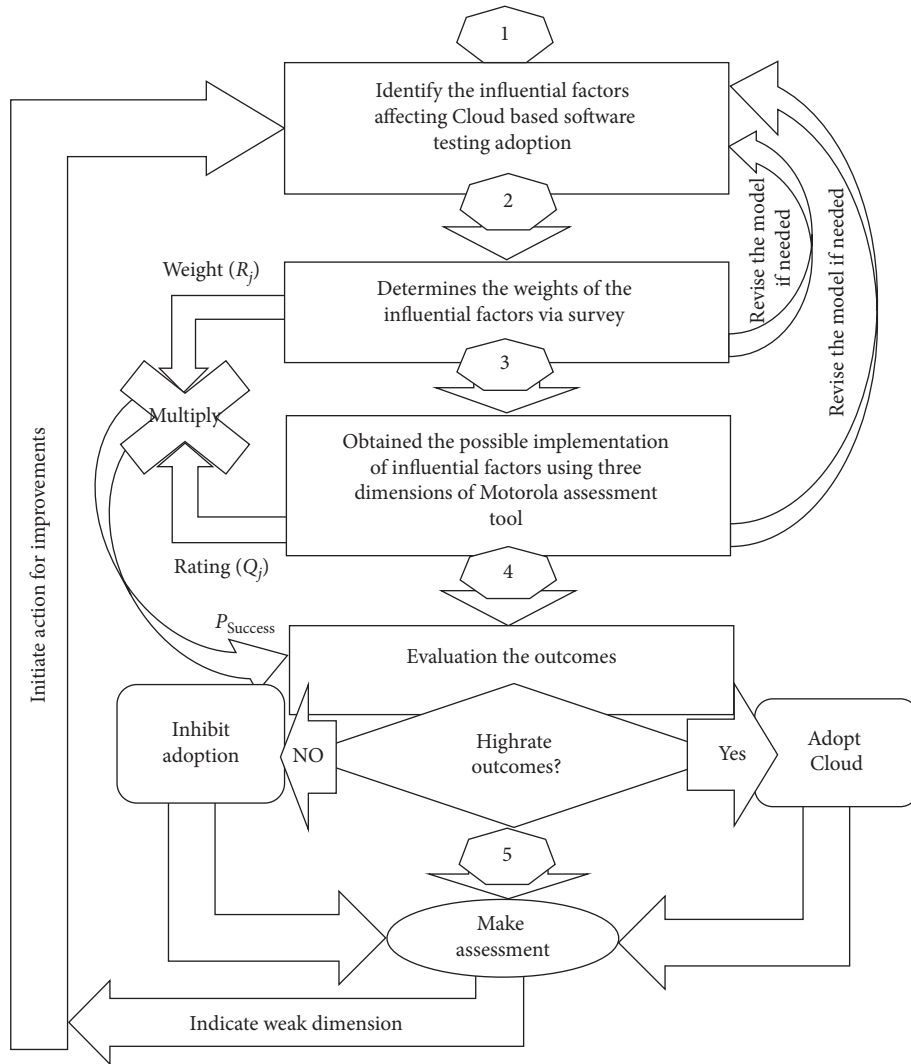 1
Identify the influential factors
affecting Cloud based software
testing adoption
2
Revise the model
if needed
Revise the model if needed
Weight (Rj)
Determines the weights of the
influential factors via survey
3
Multiply
Obtained the possible implementation
of influential factors using three
dimensions of Motorola assessment
tool
Rating (Qj)
4
PSuccess
Evaluation the outcomes
Inhibit
adoption
NO
Highrate
outcomes?
Yes
Adopt
Cloud
5
Make
assessment
Indicate weak dimension
Initiate action for improvements